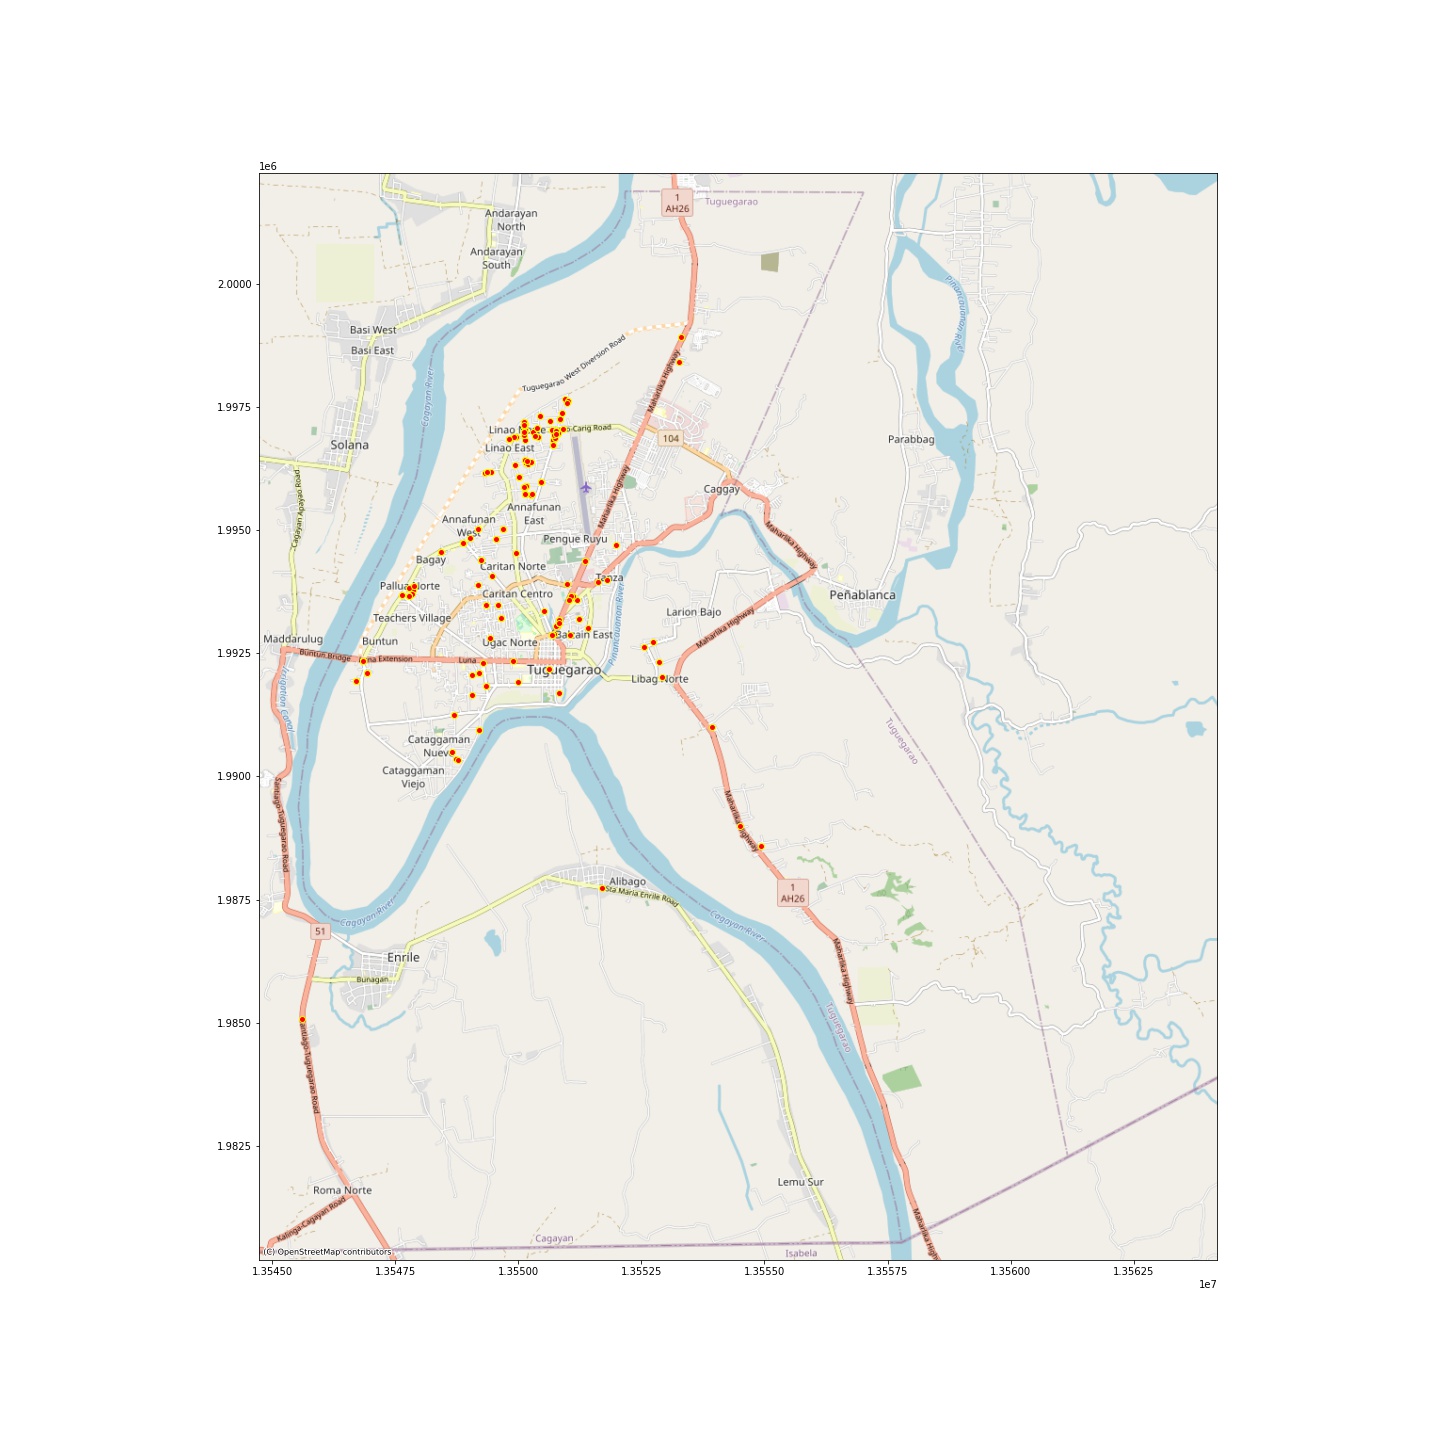 1e6
1
AH26
Tuguegarao
Andarayan
North
Andarayan
South
2.0000
Pinancauanan River
Basi West
Basi East
Tuguegarao West Diversion Road
Maharlika Highway
Cagayan River
1.9975
Linao
o-Carig Road
104
Parabbag
Solana
Linao East
Cagayan Apayao Road
Maharlika Highway
Caggay
Annafunan
East
Annafunan
West
1.9950
Pengue Ruyu
Maharlika Highway
Bagay
Caritan Norte
Tanza
Pallua Norte
Caritan Centro
Peñablanca
Teachers Village
Larion Bajo
Maharlika Highway
Pinancauanan River
Maddarulug
Buntun
Ugac Norte
East
1.9925
Buntun Bridge
Luna Extension
Luna
Tuguegarao
Libag Norte
Irrigation Canal
Tuguegarao
Cataggaman
Nuevo
Cataggaman
Viejo
1.9900
Santiago-Tuguegarao Road
Maharlika Highway
Alibago
Sta Maria Enrile Road
1
AH26
1.9875
Cagayan River
Cagayan River
51
Enrile
Maharlika Highway
Bunagan
1.9850
Tuguegarao
Santiago-Tuguegarao Road
1.9825
Roma Norte
Lemu Sur
Kalinga-Cagayan Road
Maharlika High
Cagayan
Isabela
(C) OpenStreetMap contributors
1.35450
1.35475
1.35500
1.35525
1.35550
1.35575
1.35600
1.35625
1e7